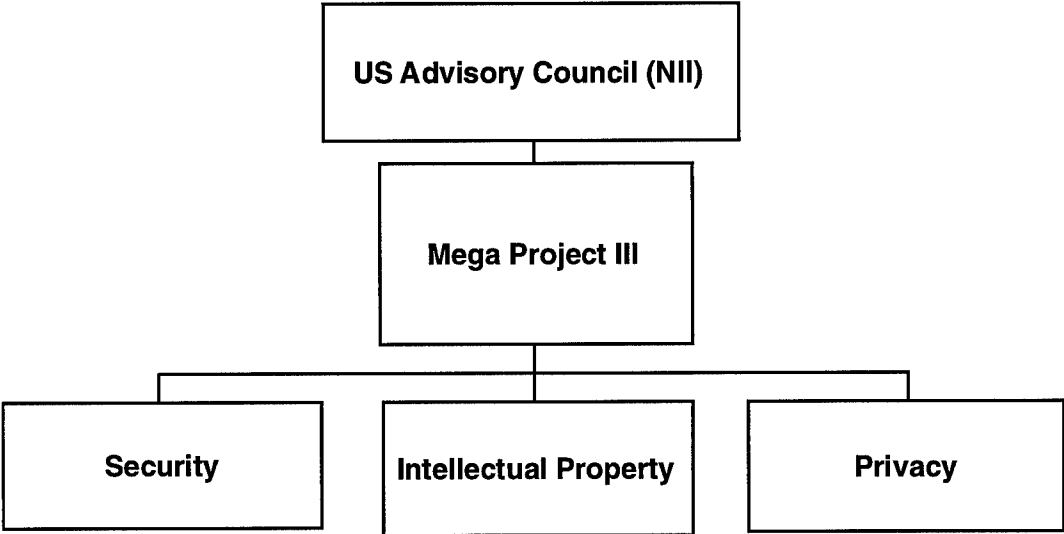 US Advisory Council (NII)
Mega Project III
Security
Intellectual Property
Privacy